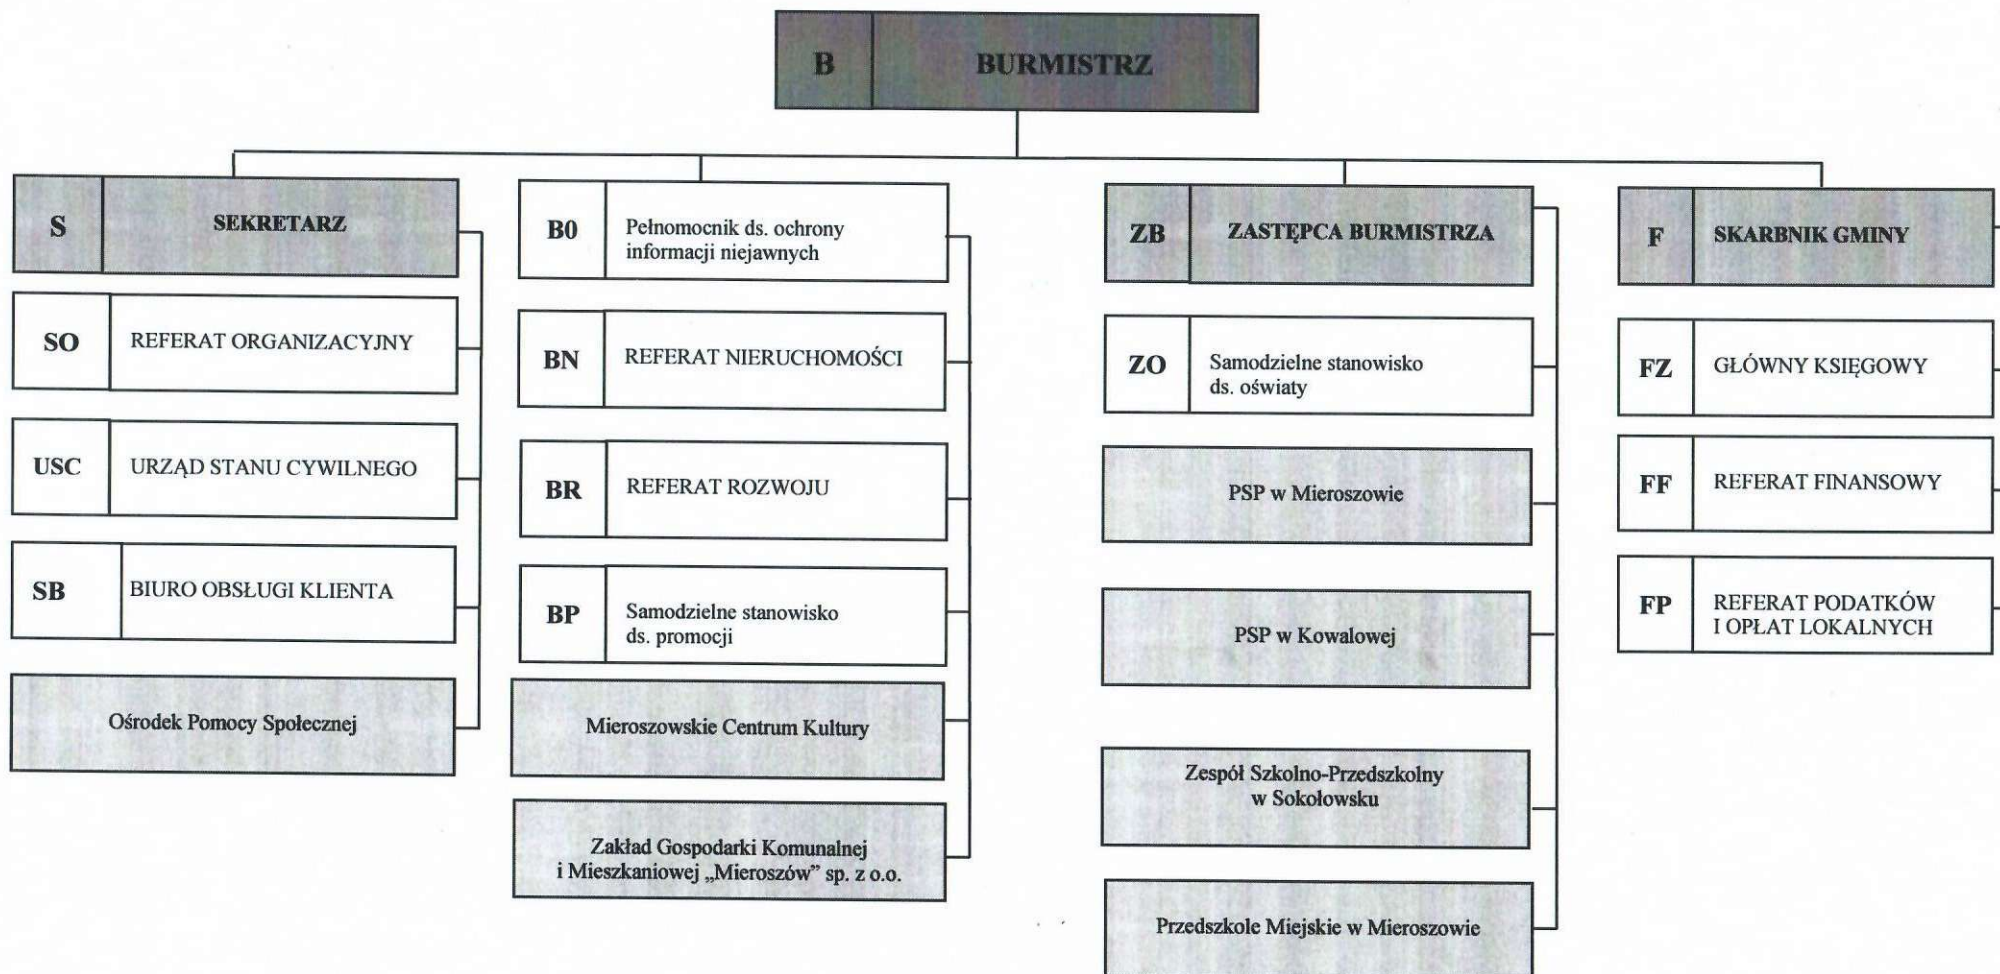 B BURMISTRZ
S SEKRETARZ
SO REFERAT ORGANIZACYJNY
USC URZĄD STANU CYWILNEGO
SB BIURO OBSŁUGI KLIENTA
Ośrodek Pomocy Społecznej
B0 Pełnomocnik ds. ochrony
informacji niejawnych
BN REFERAT NIERUCHOMOŚCI
BR REFERAT ROZWOJU
BP Samodzielne stanowisko
ds. promocji
Mieroszowskie Centrum Kultury
Zakład Gospodarki Komunalnej
i Mieszkaniowej „Mieroszów” sp. z o.o.
ZB ZASTĘPCA BURMISTRZA
ZO Samodzielne stanowisko
ds. oświaty
PSP w Mieroszowie
PSP w Kowalowej
Zespół Szkolno-Przedszkolny
w Sokołowsku
Przedszkole Miejskie w Mieroszowie
F SKARBNIK GMINY
FZ GŁÓWNY KSIĘGOWY
FF REFERAT FINANSOWY
FP REFERAT PODATKÓW
I OPŁAT LOKALNYCH